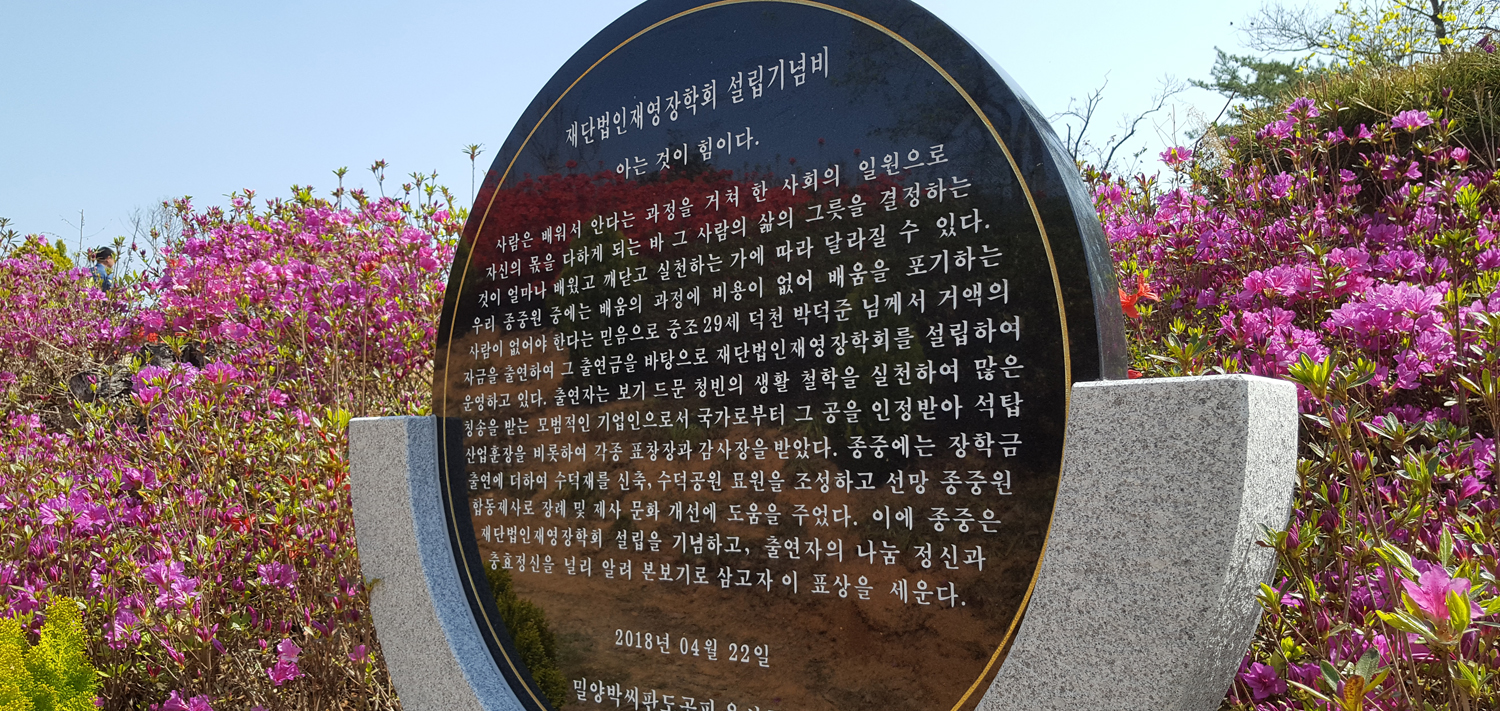 재단법인재영장학회 설립기념비
아는 것이 힘이다.
사람은 배워서 안다는 과정을 거쳐 한 사회의 일원으로
자신의 몫을 다하게 되는 바 그 사람의 삶의 그릇을 결정하는
것이 얼마나 배웠고 깨닫고 실천하는 가에 따라 달라질 수 있다.
우리 종중원 중에는 배움의 과정에 비용이 없어 배움을 포기하는
사람이 없어야 한다는 믿음으로 중조29세 덕천 박덕준 님께서 거액의
자금을 출연하여 그 출연금을 바탕으로 재단법인재영장학회를 설립하여
운영하고 있다. 출연자는 보기 드문 청빈의 생활 철학을 실천하여 많은
칭송을 받는 모범적인 기업인으로서 국가로부터 그 공을 인정받아 석탑
산업훈장을 비롯하여 각종 표창장과 감사장을 받았다. 종중에는 장학금
출연에 더하여 수덕재를 신축, 수덕공원 묘원을 조성하고 선망 종중원
합동제사로 장례 및 제사 문화 개선에 도움을 주었다. 이에 종중은
재단법인재영장학회 설립을 기념하고, 출연자의 나눔 정신과
충효정신을 널리 알려 본보기로 삼고자 이 표상을 세운다.
2018년 04월 22일
밀양박씨판도공파